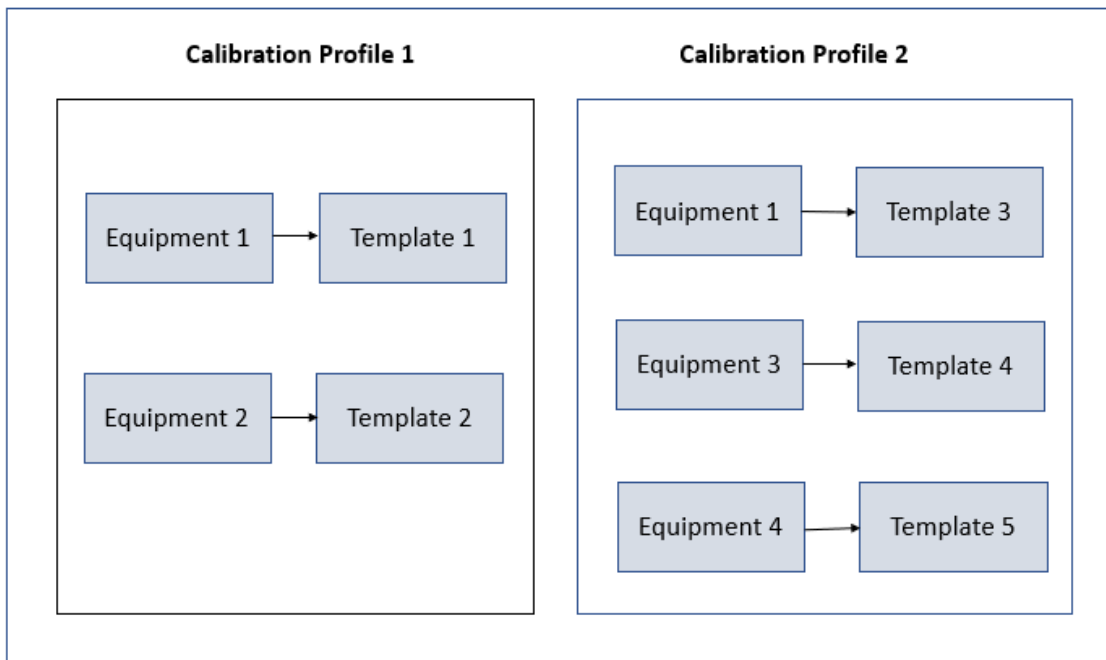 Calibration Profile 1
Equipment 1
Template 1
Equipment 2
Template 2
Calibration Profile 2
Equipment 1
Template 3
Equipment 3
Template 4
Equipment 4
Template 5